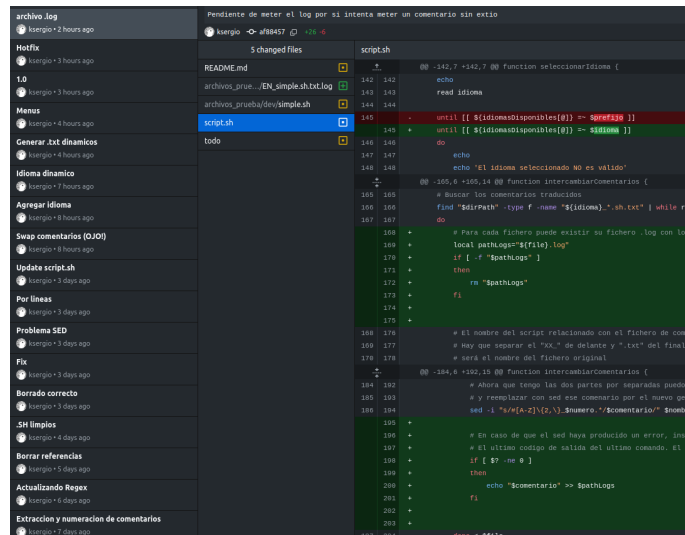 archivo .log
ksergio • 2 hours ago
Hotfix
ksergio • 3 hours ago
1.0
ksergio • 3 hours ago
Menus
ksergio • 4 hours ago
Generar .txt dinamicos
ksergio • 4 hours ago
Idioma dinamico
ksergio • 7 hours ago
Agregar idioma
ksergio • 8 hours ago
Swap comentarios (OJO!)
ksergio • 8 hours ago
Update script.sh
ksergio • 3 days ago
Por lineas
ksergio • 3 days ago
Problema SED
ksergio • 3 days ago
Fix
ksergio • 3 days ago
Borrado correcto
ksergio • 3 days ago
.SH limpios
ksergio • 4 days ago
Borrar referencias
ksergio • 5 days ago
Actualizando Regex
ksergio • 6 days ago
Extraccion y numeracion de comentarios
ksergio • 7 days ago
Pendiente de meter el log por si intenta meter un comentario sin extio
ksergio af88457 +26 -6
5 changed files
README.md
archivos_prue.../EN_simple.sh.txt.log
archivos_prueba/dev/simple.sh
script.sh
todo
script.sh
@@ -142,7 +142,7 @@ function seleccionarIdioma {
142 142 echo
143 143 read idioma
144 144
145 - until [[ ${idiomasDisponibles[@]} =~ $prefijo ]]
145 + until [[ ${idiomasDisponibles[@]} =~ $idioma ]]
146 146 do
147 147 echo
148 148 echo 'El idioma seleccionado NO es válido'
@@ -165,6 +165,14 @@ function intercambiarComentarios {
165 165 # Buscar los comentarios traducidos
166 166 find "$dirPath" -type f -name "${idioma}_*.sh.txt" | while r
167 167 do
168 + # Para cada fichero puede existir su fichero .log con lo
169 + local pathLogs="${file}.log"
170 + if [ -f "$pathLogs" ]
171 + then
172 + rm "$pathLogs"
173 + fi
174 +
175 +
168 176 # El nombre del script relacionado con el fichero de com
169 177 # Hay que separar el "XX_" de delante y ".txt" del final
170 178 # será el nombre del fichero original
@@ -184,6 +192,15 @@ function intercambiarComentarios {
184 192 # Ahora que tengo las dos partes por separadas puedo
185 193 # y reemplazar con sed ese comenario por el nuevo ge
186 194 sed -i "s/#[A-Z]\{2,\}_$numero.*/$comentario/" $nomb
195 +
196 + # En caso de que el sed haya producido un error, ins
197 + # El ultimo codigo de salida del ultimo comando. El
198 + if [ $? -ne 0 ]
199 + then
200 + echo "$comentario" >> $pathLogs
201 + fi
202 +
203 +